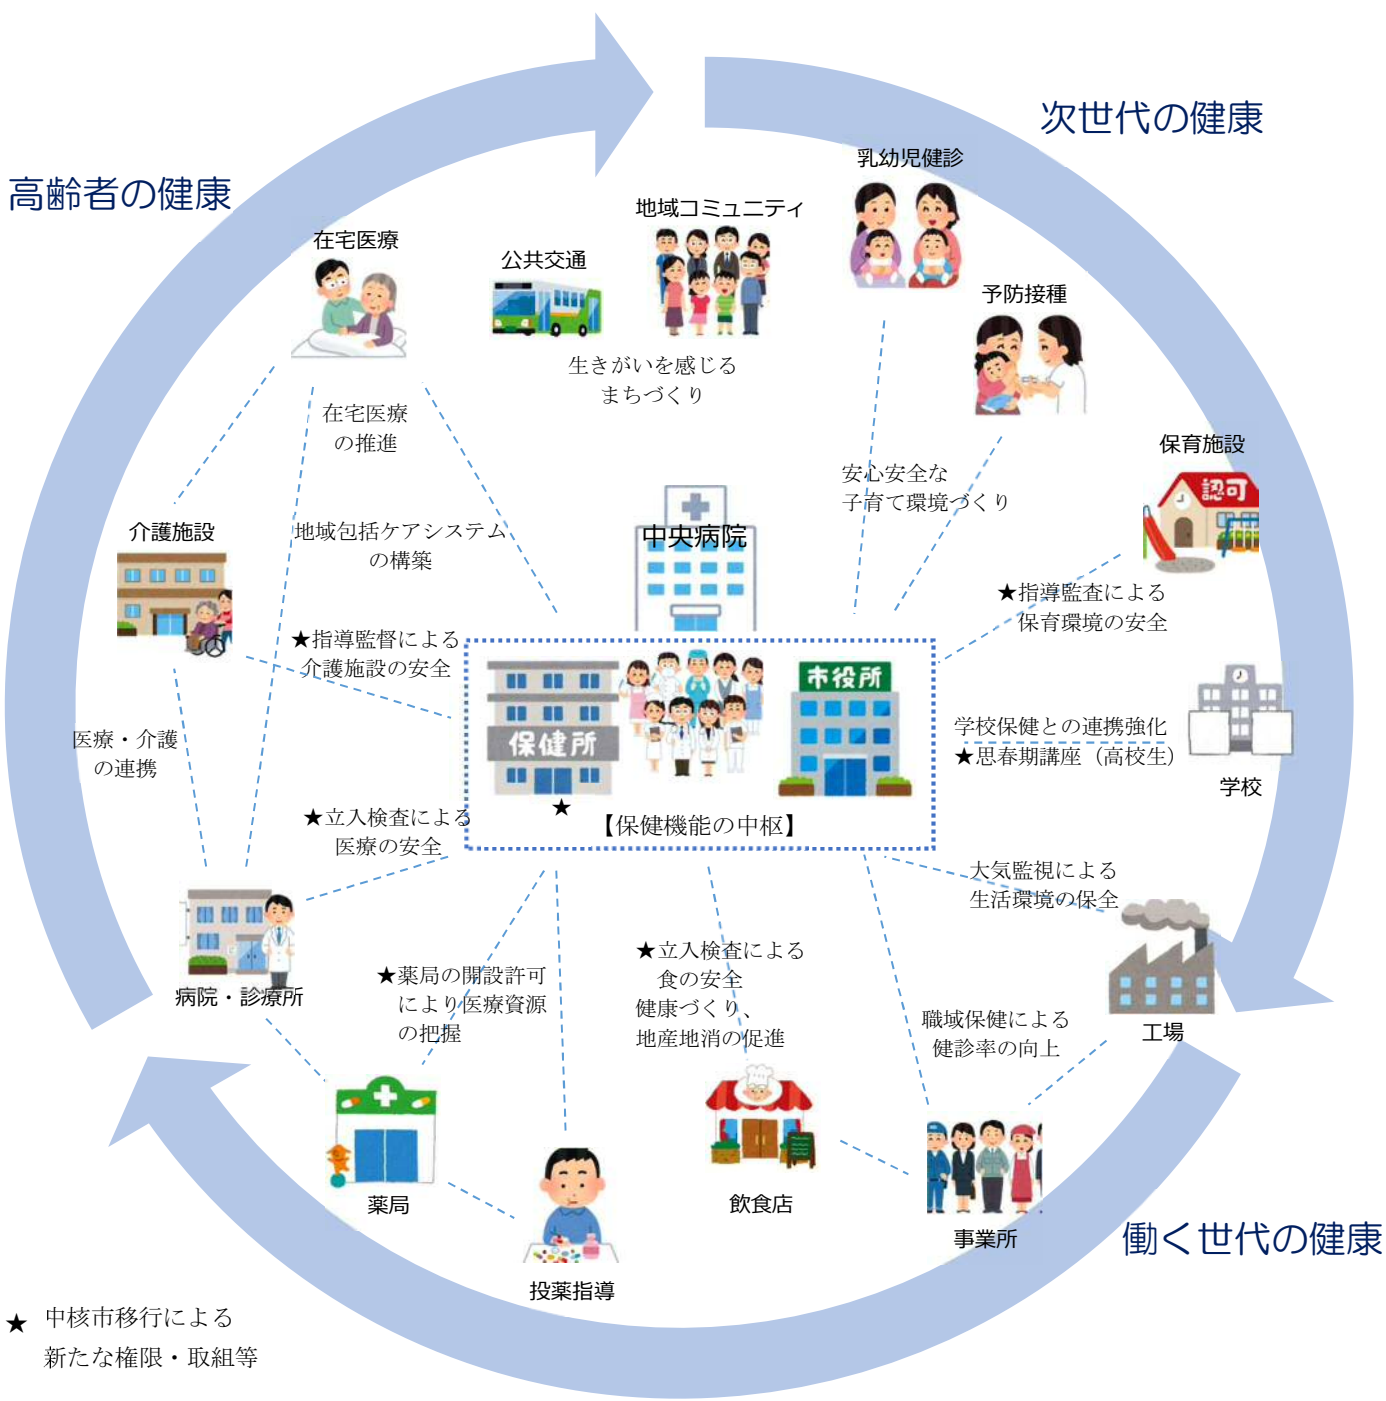 次世代の健康
高齢者の健康
乳幼児健診
地域コミュニティ
在宅医療
公共交通
予防接種
生きがいを感じる
まちづくり
在宅医療
の推進
保育施設
認可
安心安全な
子育て環境づくり
介護施設
地域包括ケアシステム
の構築
中央病院
★指導監査による
保育環境の安全
★指導監督による
介護施設の安全
市役所
保健所
医療・介護
の連携
学校保健との連携強化
★思春期講座(高校生)
学校
★
【保健機能の中枢】
★立入検査による
医療の安全
大気監視による
生活環境の保全
病院・診療所
★薬局の開設許可
により医療資源
の把握
★立入検査による
食の安全
健康づくり、
地産地消の促進
職域保健による
健診率の向上
工場
薬局
飲食店
事業所
働く世代の健康
投薬指導
★ 中核市移行による
新たな権限・取組等